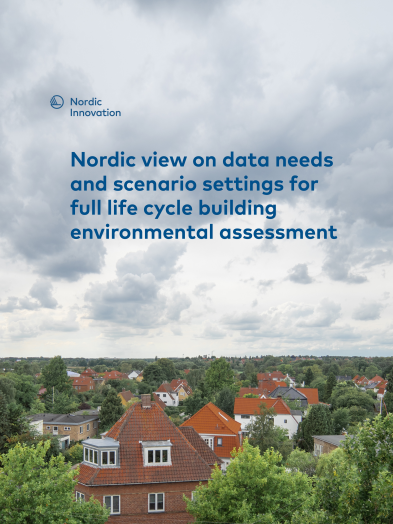 Nordic
Innovation
Nordic view on data needs
and scenario settings for
full life cycle building
environmental assessment